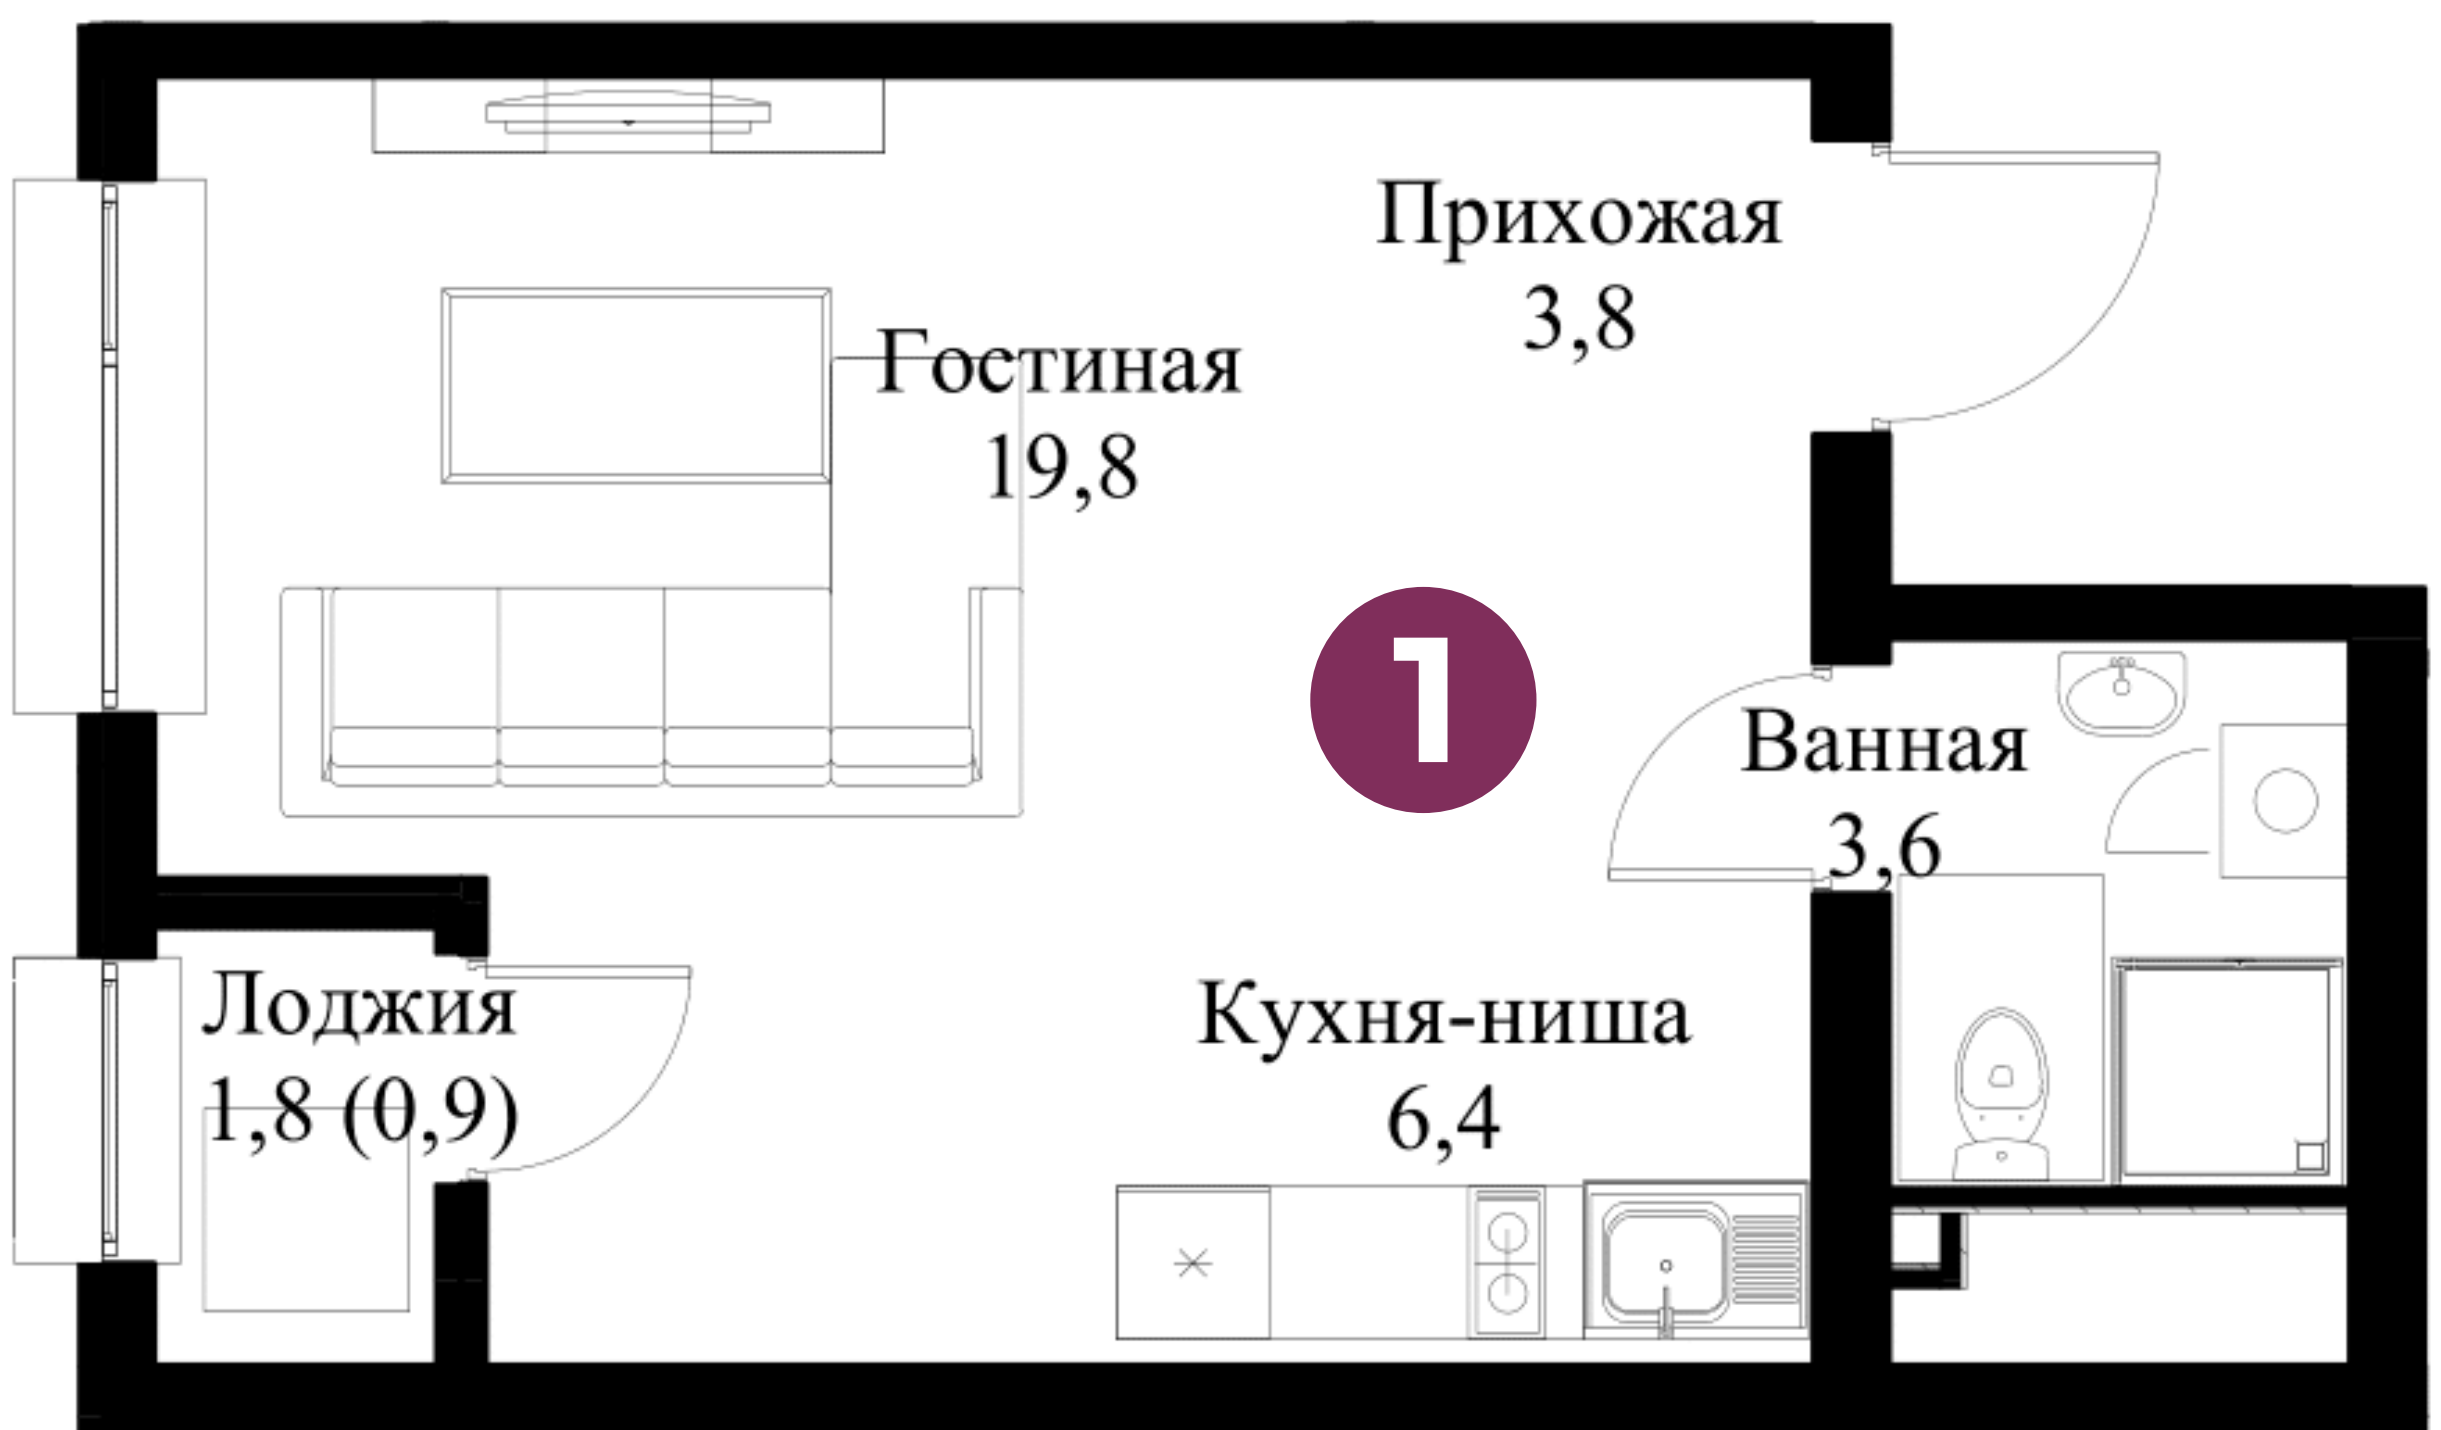 Прихожая
3,8
Гостиная
19,8
1
Ванная
3,6
Лоджия
1,8 (0,9)
Кухня-ниша
6,4